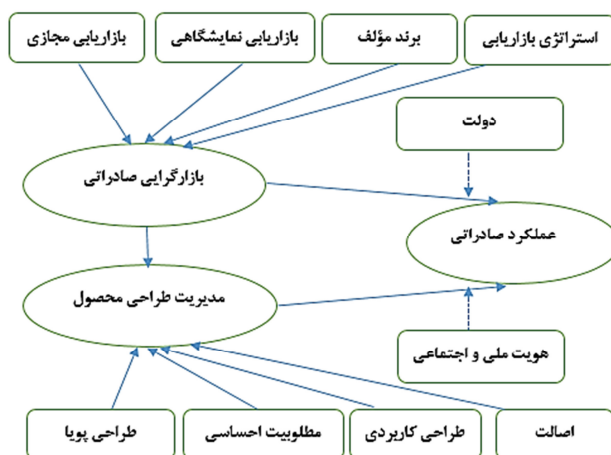 استراتژی بازاریابی
برند مؤلف
بازاریابی نمایشگاهی
بازاریابی مجازی
دولت
بازارگرایی صادراتی
عملکرد صادراتی
مدیریت طراحی محصول
هویت ملی و اجتماعی
اصالت
طراحی کاربردی
مطلوبیت احساسی
طراحی پویا